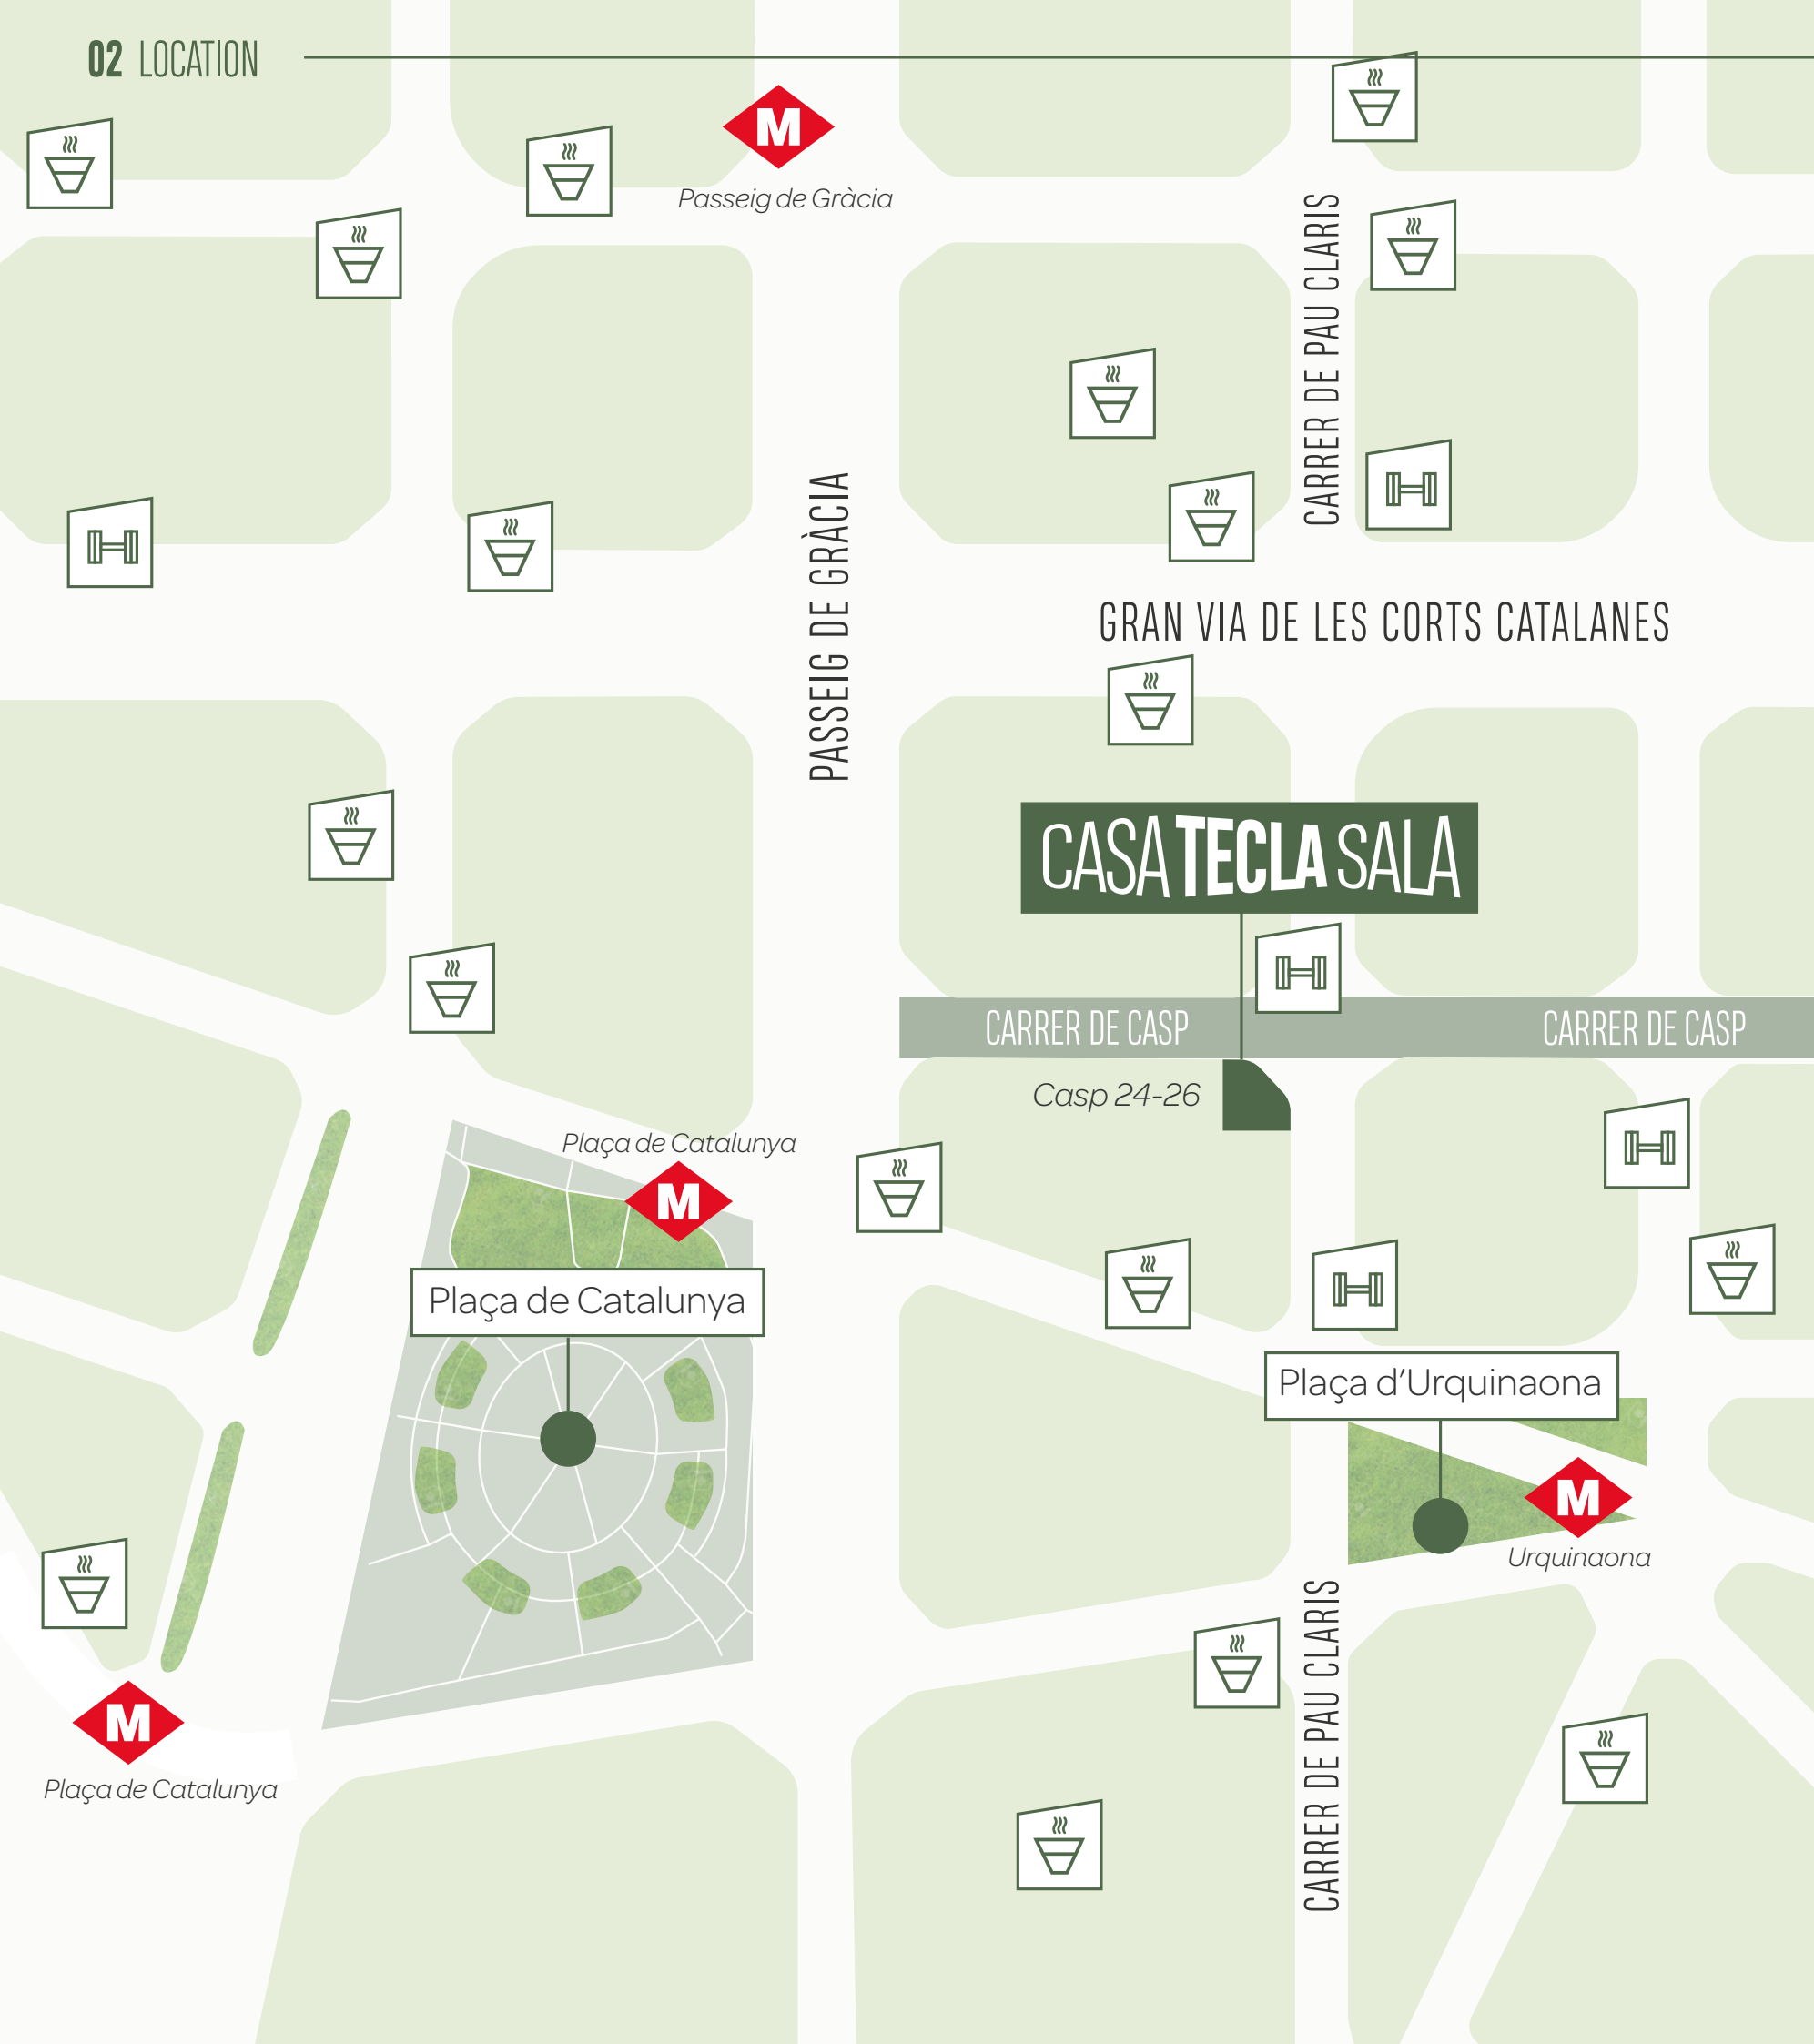 02 LOCATION
M
Passeig de Gràcia
CARRER DE PAU CLARIS
PASSEIG DE GRÀCIA
GRAN VIA DE LES CORTS CATALANES
CASA TECLA SALA
CARRER DE CASP
CARRER DE CASP
Casp 24-26
Plaça de Catalunya
M
Plaça de Catalunya
Plaça d’Urquinaona
M
Urquinaona
CARRER DE PAU CLARIS
M
Plaça de Catalunya